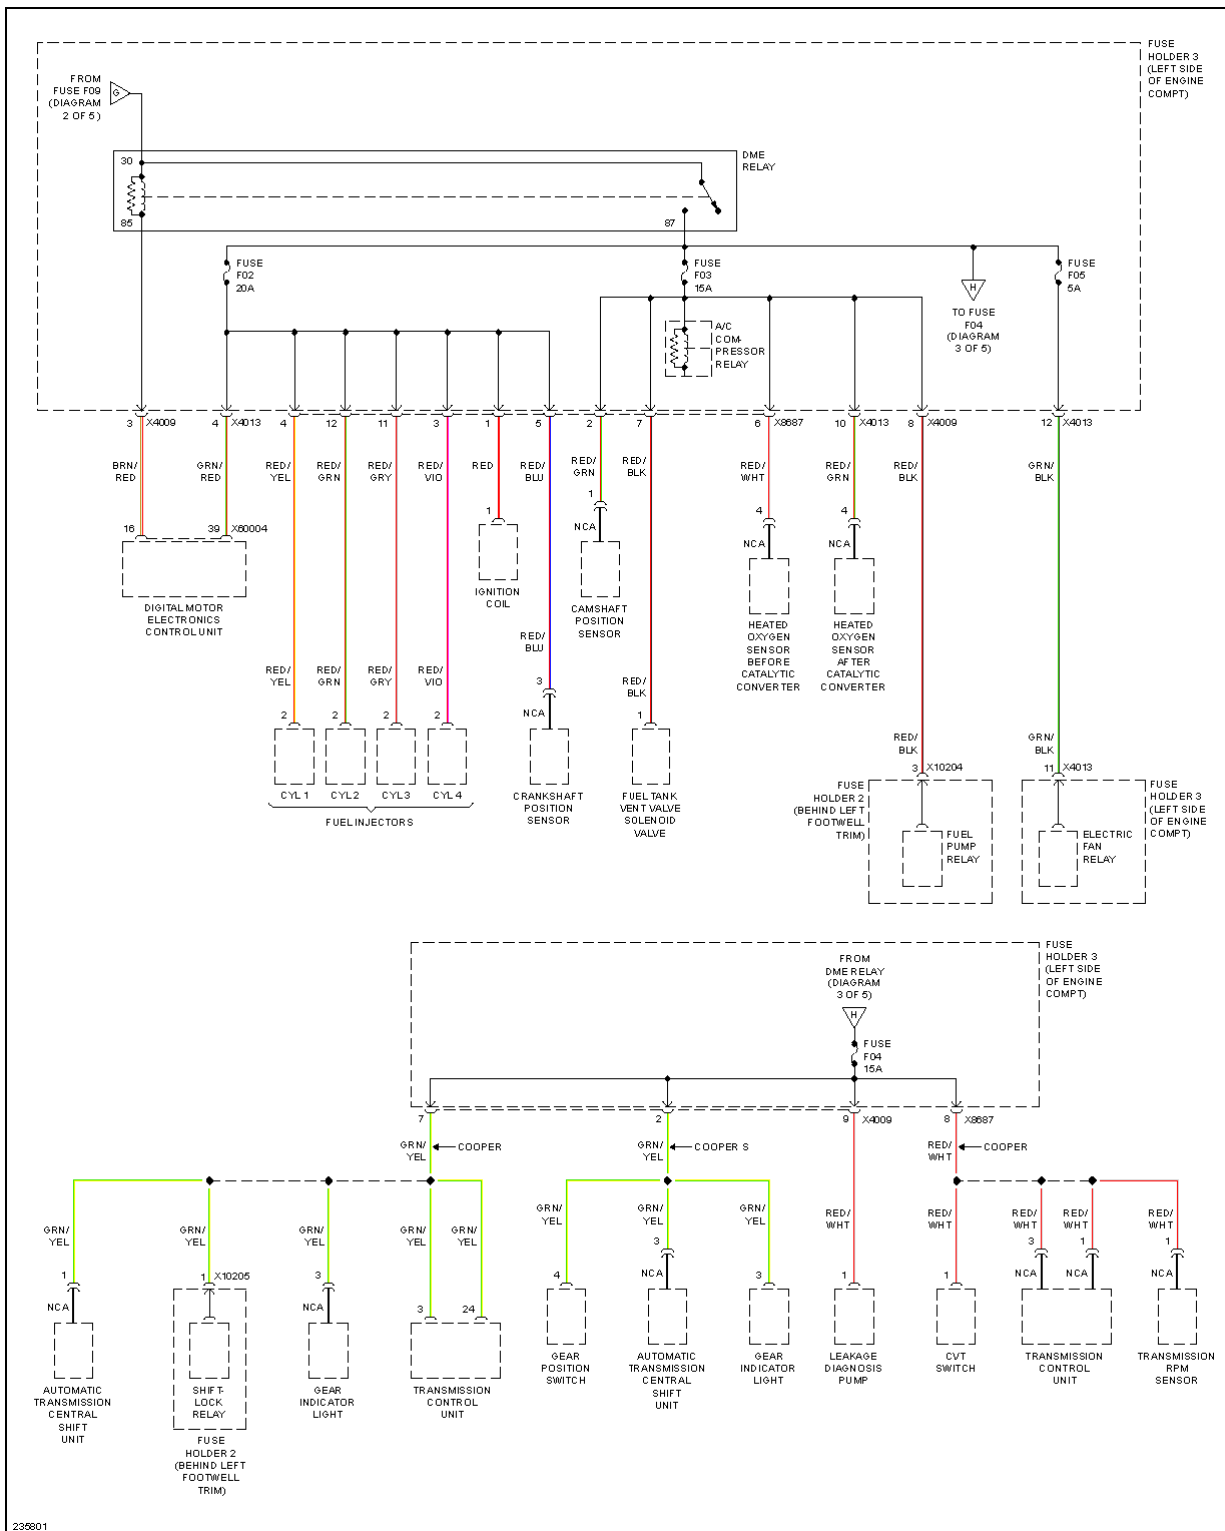 FUSE
HOLDER 3
(LEFT SIDE
OF ENGINE
COMPT)
FROM
FUSE F09
(DIAGRAM
2 OF 5)
G
DME
RELAY
30
85
87
FUSE
F02
20A
FUSE
F03
15A
H
TO FUSE
F04
(DIAGRAM
3 OF 5)
FUSE
F05
5A
A/C
COM-
PRESSOR
RELAY
3 X4009
4 X4013
4
12
11
3
1
5
2
7
6 X8687
10 X4013
8 X4009
12 X4013
BRN/
RED
GRN/
RED
RED/
YEL
RED/
GRN
RED/
GRY
RED/
VIO
RED
RED/
BLU
RED/
GRN
RED/
BLK
RED/
WHT
RED/
GRN
RED/
BLK
GRN/
BLK
16
39 X60004
DIGITAL MOTOR
ELECTRONICS
CONTROL UNIT
1
IGNITION
COIL
1
NCA
CAMSHAFT
POSITION
SENSOR
4
NCA
HEATED
OXYGEN
SENSOR
BEFORE
CATALYTIC
CONVERTER
4
NCA
HEATED
OXYGEN
SENSOR
AFTER
CATALYTIC
CONVERTER
RED/
YEL
RED/
GRN
RED/
GRY
RED/
VIO
RED/
BLU
RED/
BLK
RED/
BLK
GRN/
BLK
2
2
2
2
CYL 1
CYL 2
CYL 3
CYL 4
FUEL INJECTORS
3
NCA
CRANKSHAFT
POSITION
SENSOR
1
FUEL TANK
VENT VALVE
SOLENOID
VALVE
3 X10204
FUSE
HOLDER 2
(BEHIND LEFT
FOOTWELL
TRIM)
FUEL
PUMP
RELAY
11 X4013
ELECTRIC
FAN
RELAY
FUSE
HOLDER 3
(LEFT SIDE
OF ENGINE
COMPT)
FUSE
HOLDER 3
(LEFT SIDE
OF ENGINE
COMPT)
FROM
DME RELAY
(DIAGRAM
3 OF 5)
H
FUSE
F04
15A
7
2
9 X4009
8 X8687
GRN/
YEL
COOPER
GRN/
YEL
COOPER S
RED/
WHT
COOPER
GRN/
YEL
GRN/
YEL
GRN/
YEL
GRN/
YEL
GRN/
YEL
GRN/
YEL
GRN/
YEL
GRN/
YEL
RED/
WHT
RED/
WHT
RED/
WHT
RED/
WHT
RED/
WHT
1
NCA
AUTOMATIC
TRANSMISSION
CENTRAL
SHIFT
UNIT
1 X10205
SHIFT-
LOCK
RELAY
FUSE
HOLDER 2
(BEHIND LEFT
FOOTWELL
TRIM)
3
NCA
GEAR
INDICATOR
LIGHT
3
24
TRANSMISSION
CONTROL
UNIT
4
GEAR
POSITION
SWITCH
3
NCA
AUTOMATIC
TRANSMISSION
CENTRAL
SHIFT
UNIT
3
GEAR
INDICATOR
LIGHT
1
LEAKAGE
DIAGNOSIS
PUMP
1
CVT
SWITCH
3
NCA
1
NCA
TRANSMISSION
CONTROL
UNIT
1
NCA
TRANSMISSION
RPM
SENSOR
235801